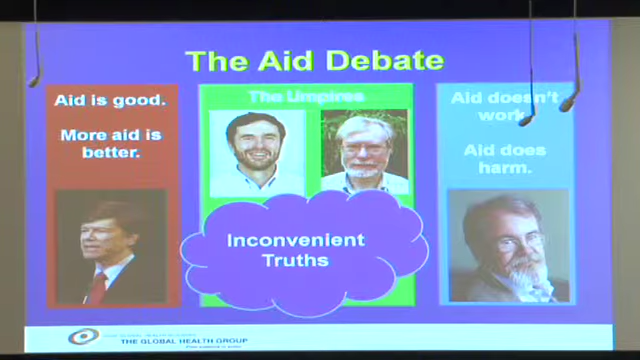 The Aid Debate
Aid is good.
More aid is
better.
The Umpires
Aid doesn't
work.
Aid does
harm.
Inconvenient
Truths
THE GLOBAL HEALTH GROUP